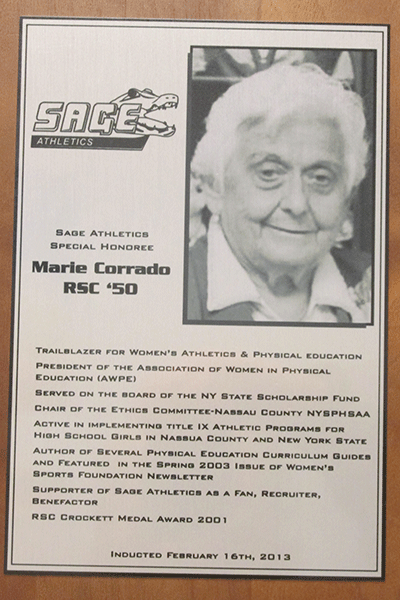 SAGE
ATHLETICS
Sage Athletics
Special Honoree
Marie Corrado
RSC '50
Trailblazer for Women's Athletics & Physical education
President of the Association of Women in Physical
Education (AWPE)
Served on the board of the NY State Scholarship Fund
Chair of the Ethics Committee-Nassau County NYSPHSAA
Active in implementing title IX Athletic Programs for
High School Girls in Nassua County and New York State
Author of Several Physical Education Curriculum Guides
and Featured in the Spring 2003 Issue of Women's
Sports Foundation Newsletter
Supporter of Sage Athletics as a Fan, Recruiter,
Benefactor
RSC Crockett Medal Award 2001
Inducted February 16th, 2013